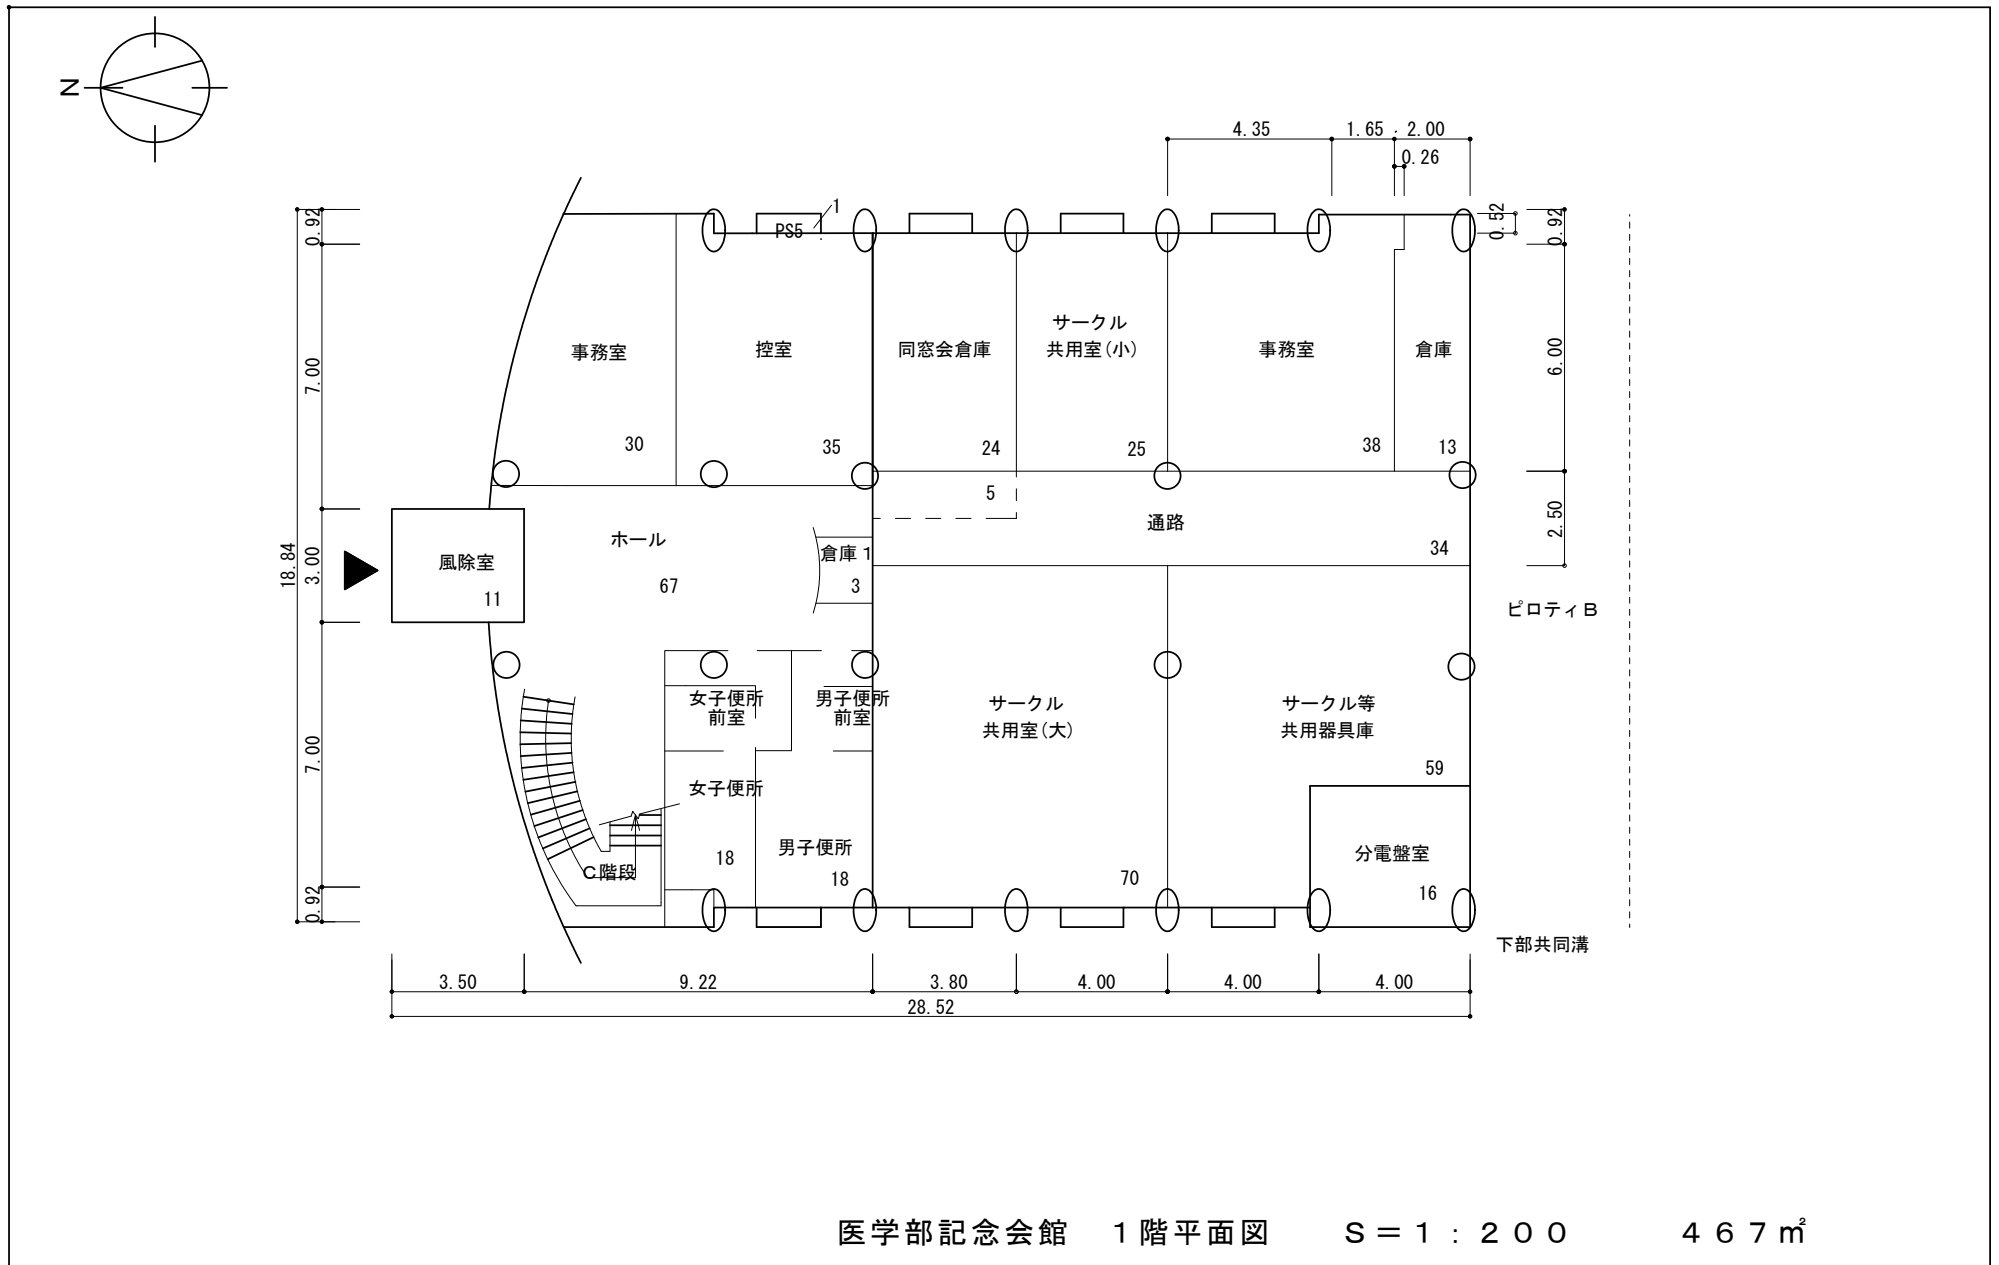 N
4.35
1.65
2.00
0.26
0.92
1
PS5
0.52
0.92
事務室
控室
同窓会倉庫
サークル
共用室(小)
事務室
倉庫
7.00
6.00
30
35
24
25
38
13
5
通路
2.50
ホール
風除室
倉庫1
34
18.84
3.00
11
67
3
ピロティB
女子便所
前室
男子便所
前室
サークル
共用室(大)
サークル等
共用器具庫
7.00
59
女子便所
男子便所
分電盤室
C階段
18
18
70
16
0.92
下部共同溝
3.50
9.22
3.80
4.00
4.00
4.00
28.52
医学部記念会館 1階平面図 S=1:200 467㎡